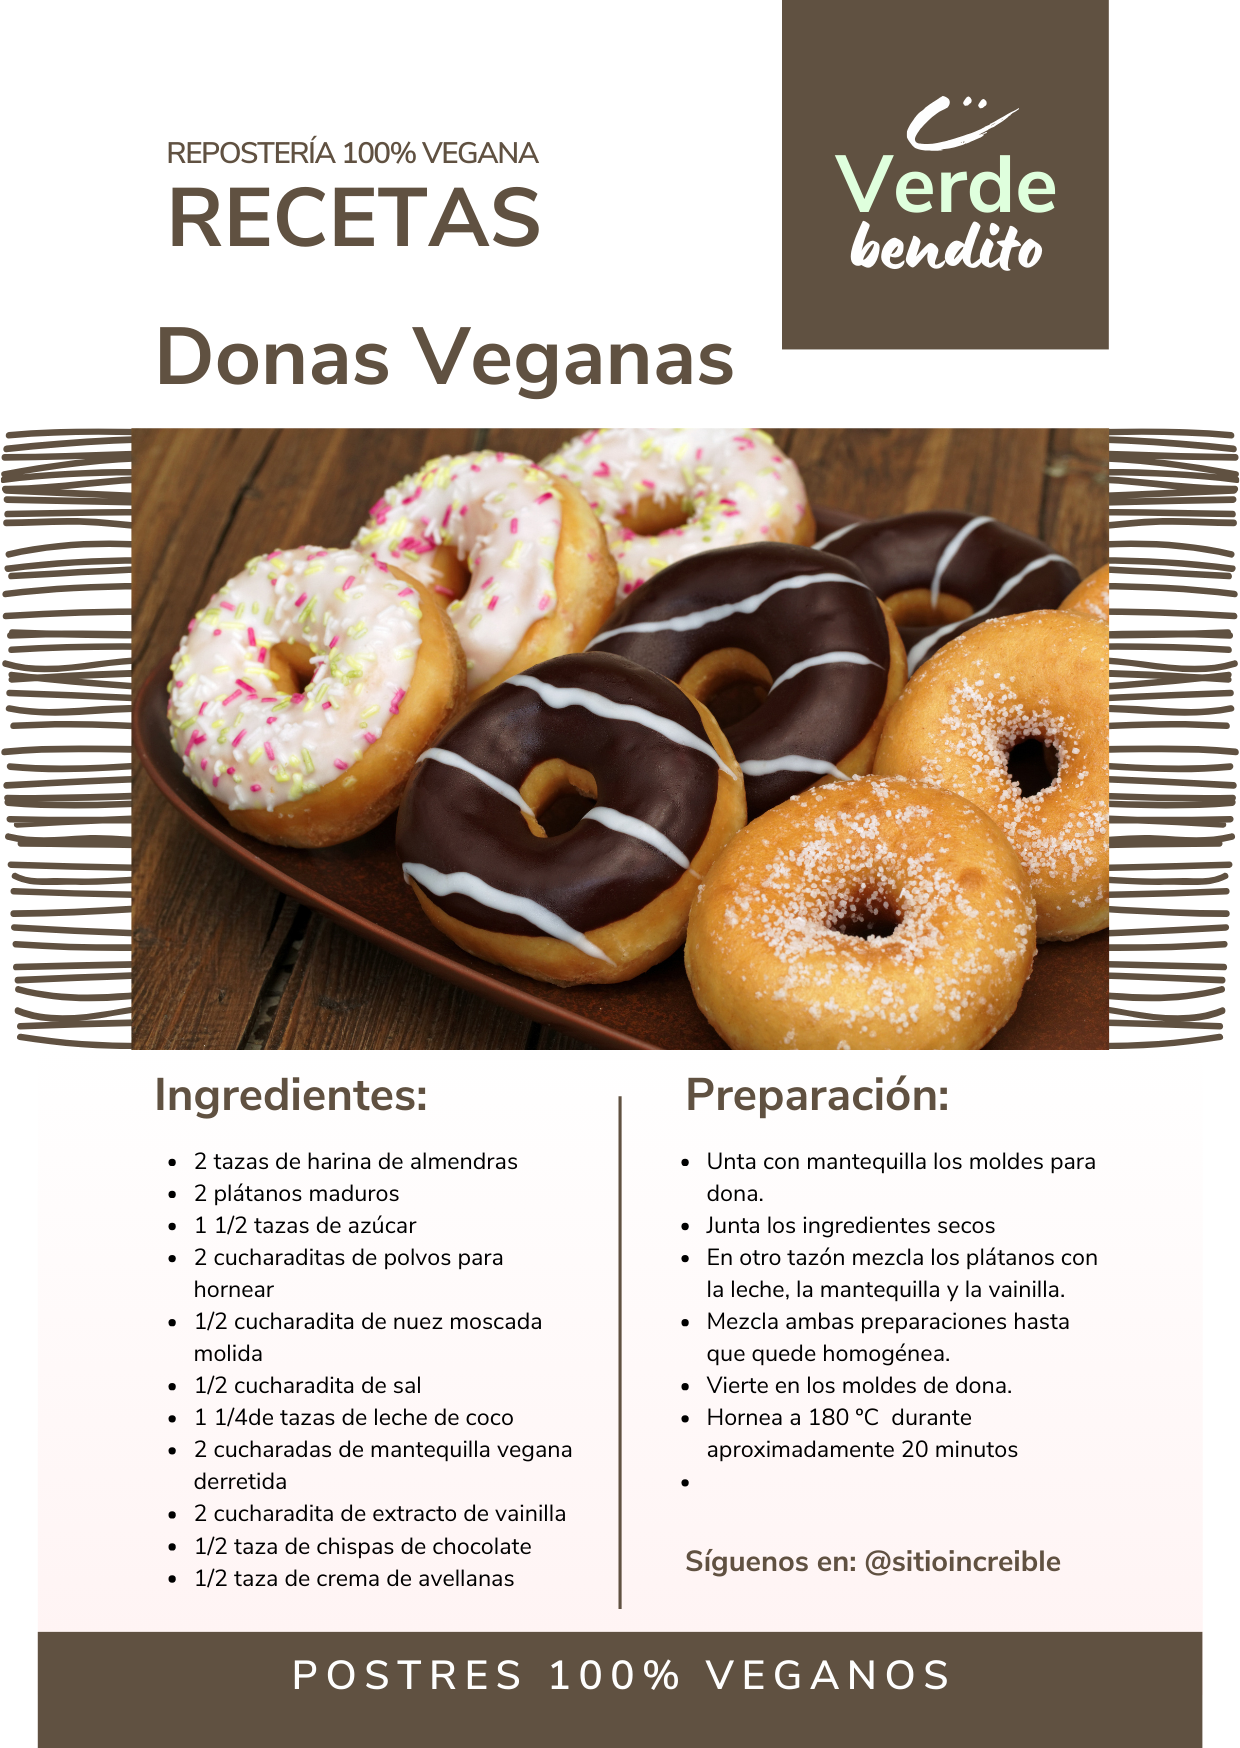 REPOSTERÍA 100% VEGANA
RECETAS
Verde
bendito
Donas Veganas
Ingredientes:
• 2 tazas de harina de almendras
• 2 plátanos maduros
• 1 1/2 tazas de azúcar
• 2 cucharaditas de polvos para
hornear
• 1/2 cucharadita de nuez moscada
molida
• 1/2 cucharadita de sal
• 1 1/4de tazas de leche de coco
• 2 cucharadas de mantequilla vegana
derretida
• 2 cucharadita de extracto de vainilla
• 1/2 taza de chispas de chocolate
• 1/2 taza de crema de avellanas
Preparación:
• Unta con mantequilla los moldes para
dona.
• Junta los ingredientes secos
• En otro tazón mezcla los plátanos con
la leche, la mantequilla y la vainilla.
• Mezcla ambas preparaciones hasta
que quede homogénea.
• Vierte en los moldes de dona.
• Hornea a 180 ºC  durante
aproximadamente 20 minutos
•
Síguenos en: @sitioincreible
POSTRES 100% VEGANOS